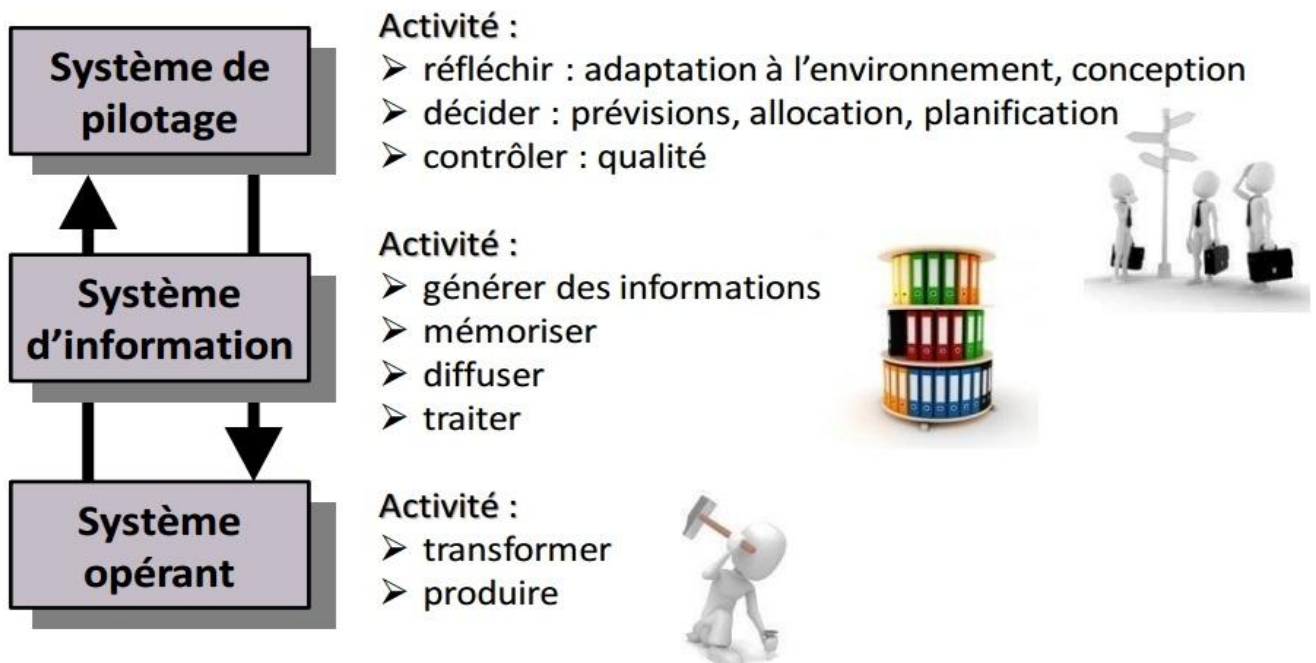 Système de
pilotage
Activité :
➢ réfléchir : adaptation à l’environnement, conception
➢ décider : prévisions, allocation, planification
➢ contrôler : qualité
Système
d’information
Activité :
➢ générer des informations
➢ mémoriser
➢ diffuser
➢ traiter
Système
opérant
Activité :
➢ transformer
➢ produire